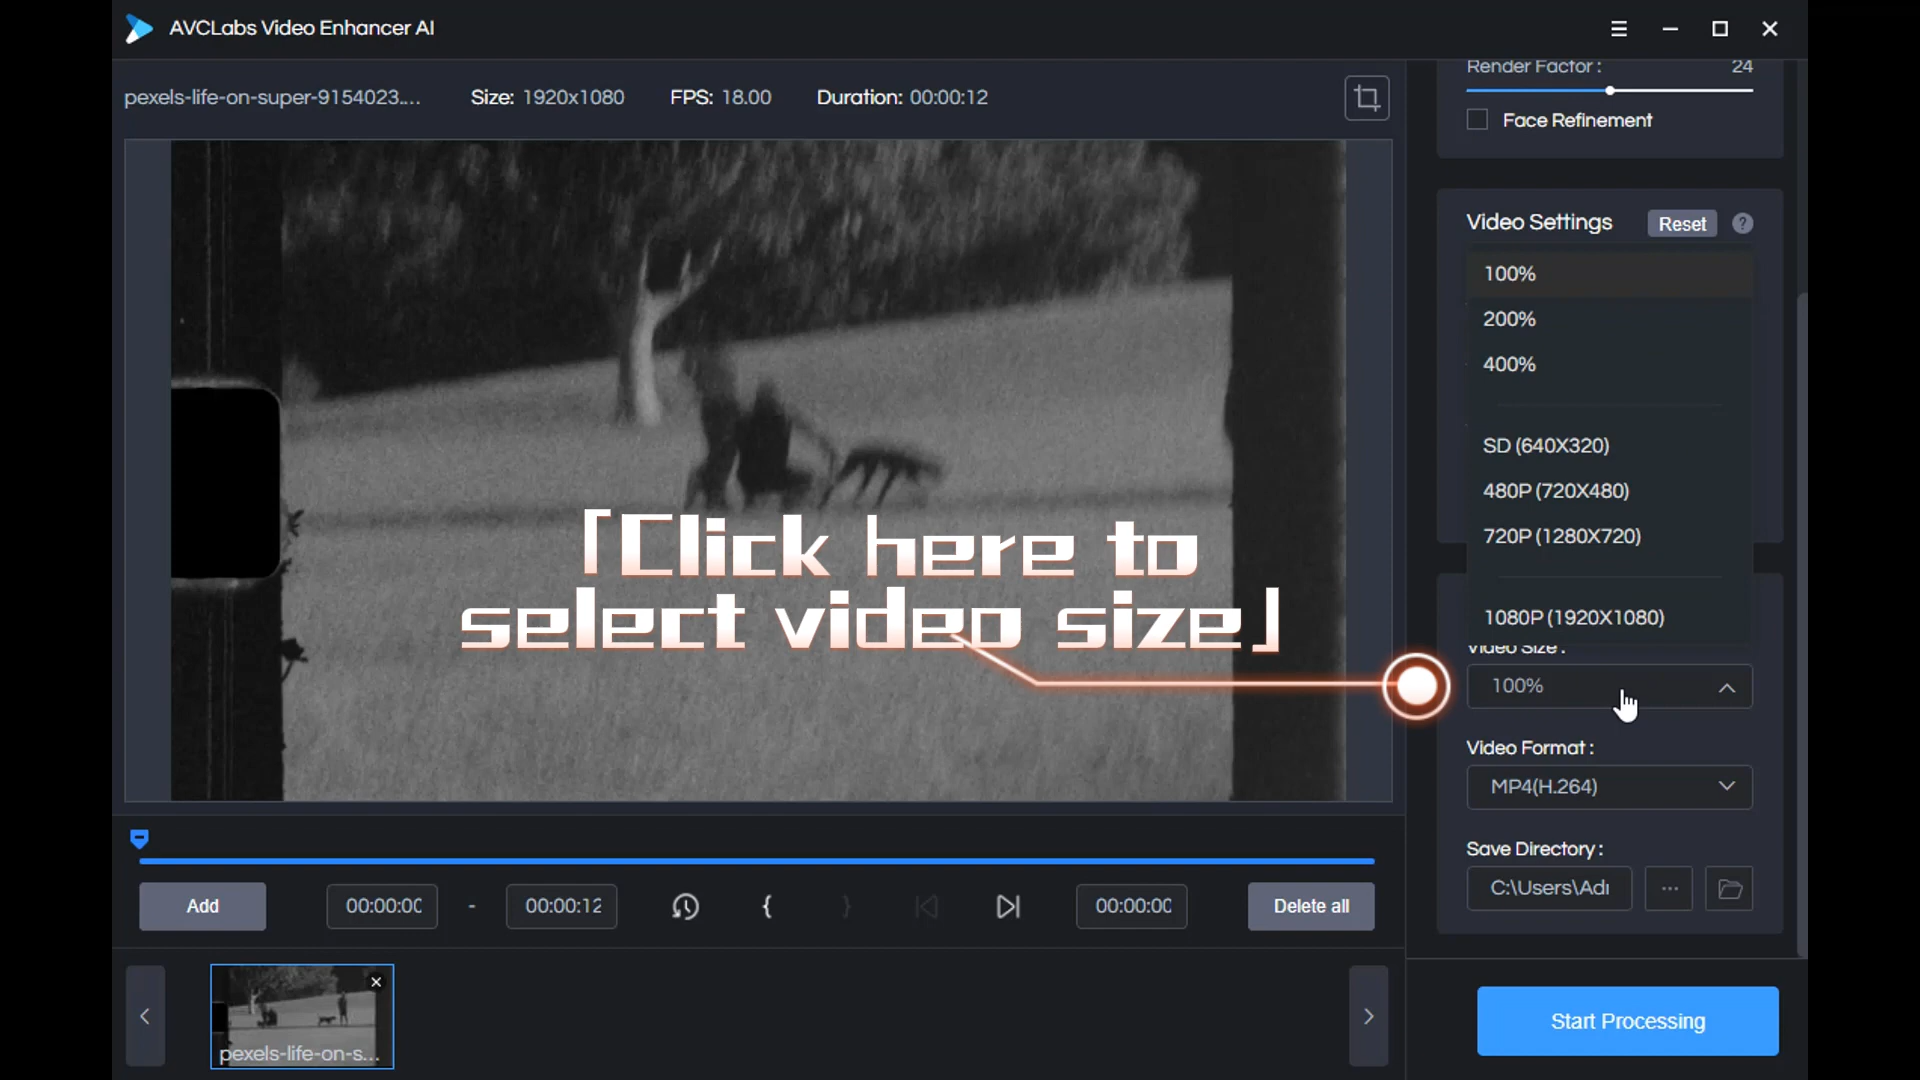 AVCLabs Video Enhancer AI
pexels-life-on-super-9154023....
Size: 1920x1080
FPS: 18.00
Duration: 00:00:12
Render Factor :
24
Face Refinement
Video Settings
Reset
?
100%
200%
400%
SD (640X320)
480P (720X480)
720P (1280X720)
1080P (1920X1080)
「Click here to
select video size」
Video Size :
100%
Video Format :
MP4(H.264)
Save Directory :
C:\Users\Adı
...
Add
00:00:0C
-
00:00:12
{
}
00:00:0C
Delete all
pexels-life-on-s...
Start Processing